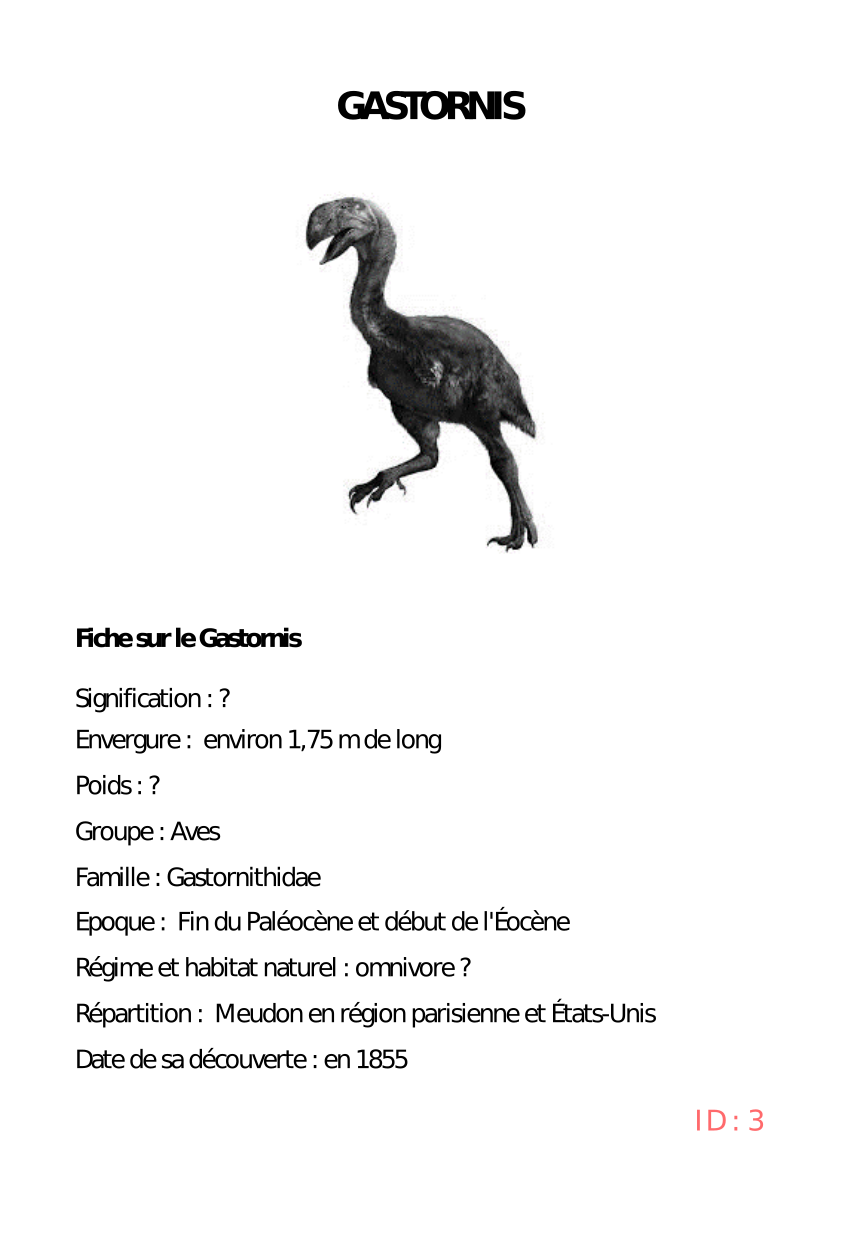 GASTORNIS
Fiche sur le Gastornis
Signification : ?
Envergure : environ 1,75 m de long
Poids : ?
Groupe : Aves
Famille : Gastornithidae
Epoque : Fin du Paléocène et début de l'Éocène
Régime et habitat naturel : omnivore ?
Répartition : Meudon en région parisienne et États-Unis
Date de sa découverte : en 1855
ID : 3